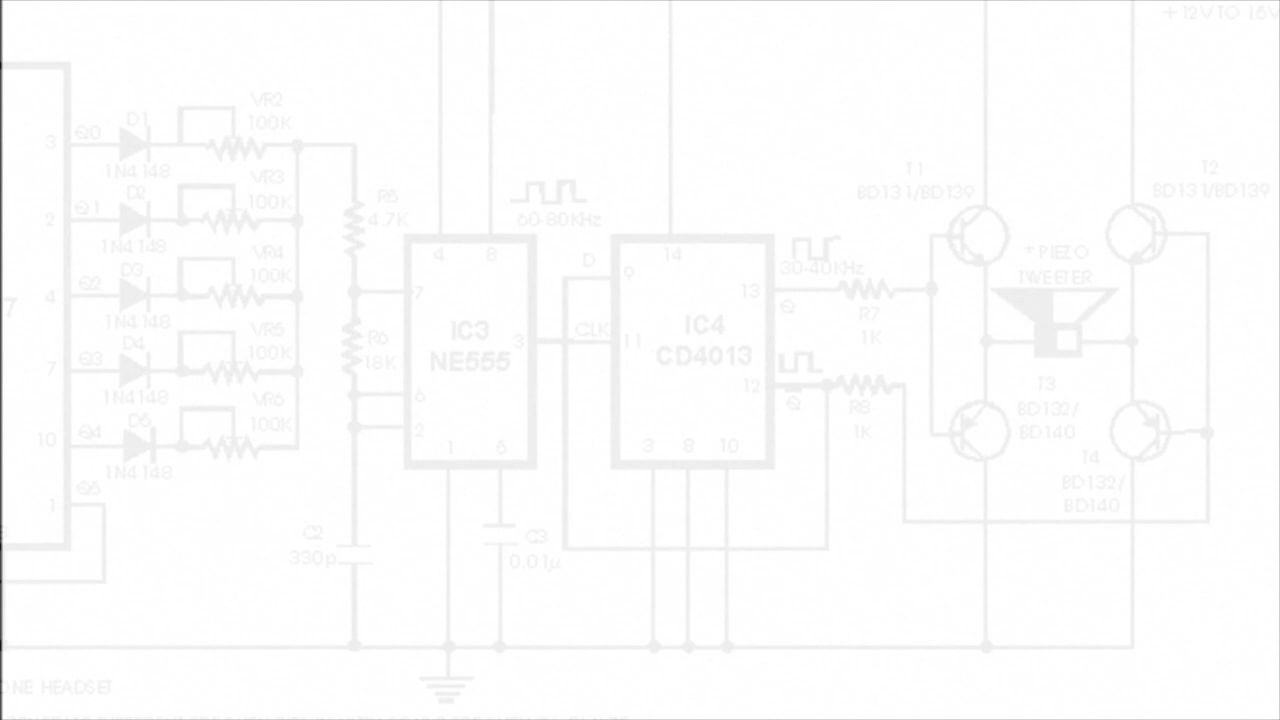 +12V TO 15V
VR2
100K
D1
Q0
3
1N4148
VR3
100K
D2
Q1
2
1N4148
VR4
100K
D3
Q2
4
7
1N4148
VR5
100K
D4
Q3
7
1N4148
VR6
100K
D5
Q4
10
1N4148
Q5
1
R5
4.7K
R6
18K
C2
330p
60-80KHz
4
8
7
IC3
NE555
3
6
2
1
5
C3
0.01µ
D
CLK
14
9
13
11
IC4
CD4013
12
3
8
10
30-40KHz
Q
R7
1K
Q
R8
1K
T1
BD131/BD139
T2
BD131/BD139
* PIEZO
TWEETER
T3
BD132/
BD140
T4
BD132/
BD140
ONE HEADSET